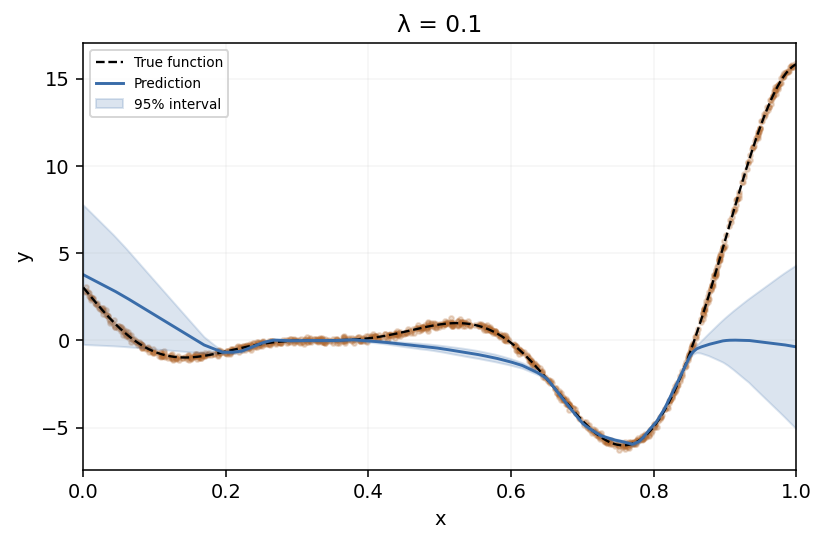 λ = 0.1
True function
Prediction
95% interval
y
15
10
5
0
−5
0.0 0.2 0.4 0.6 0.8 1.0
x